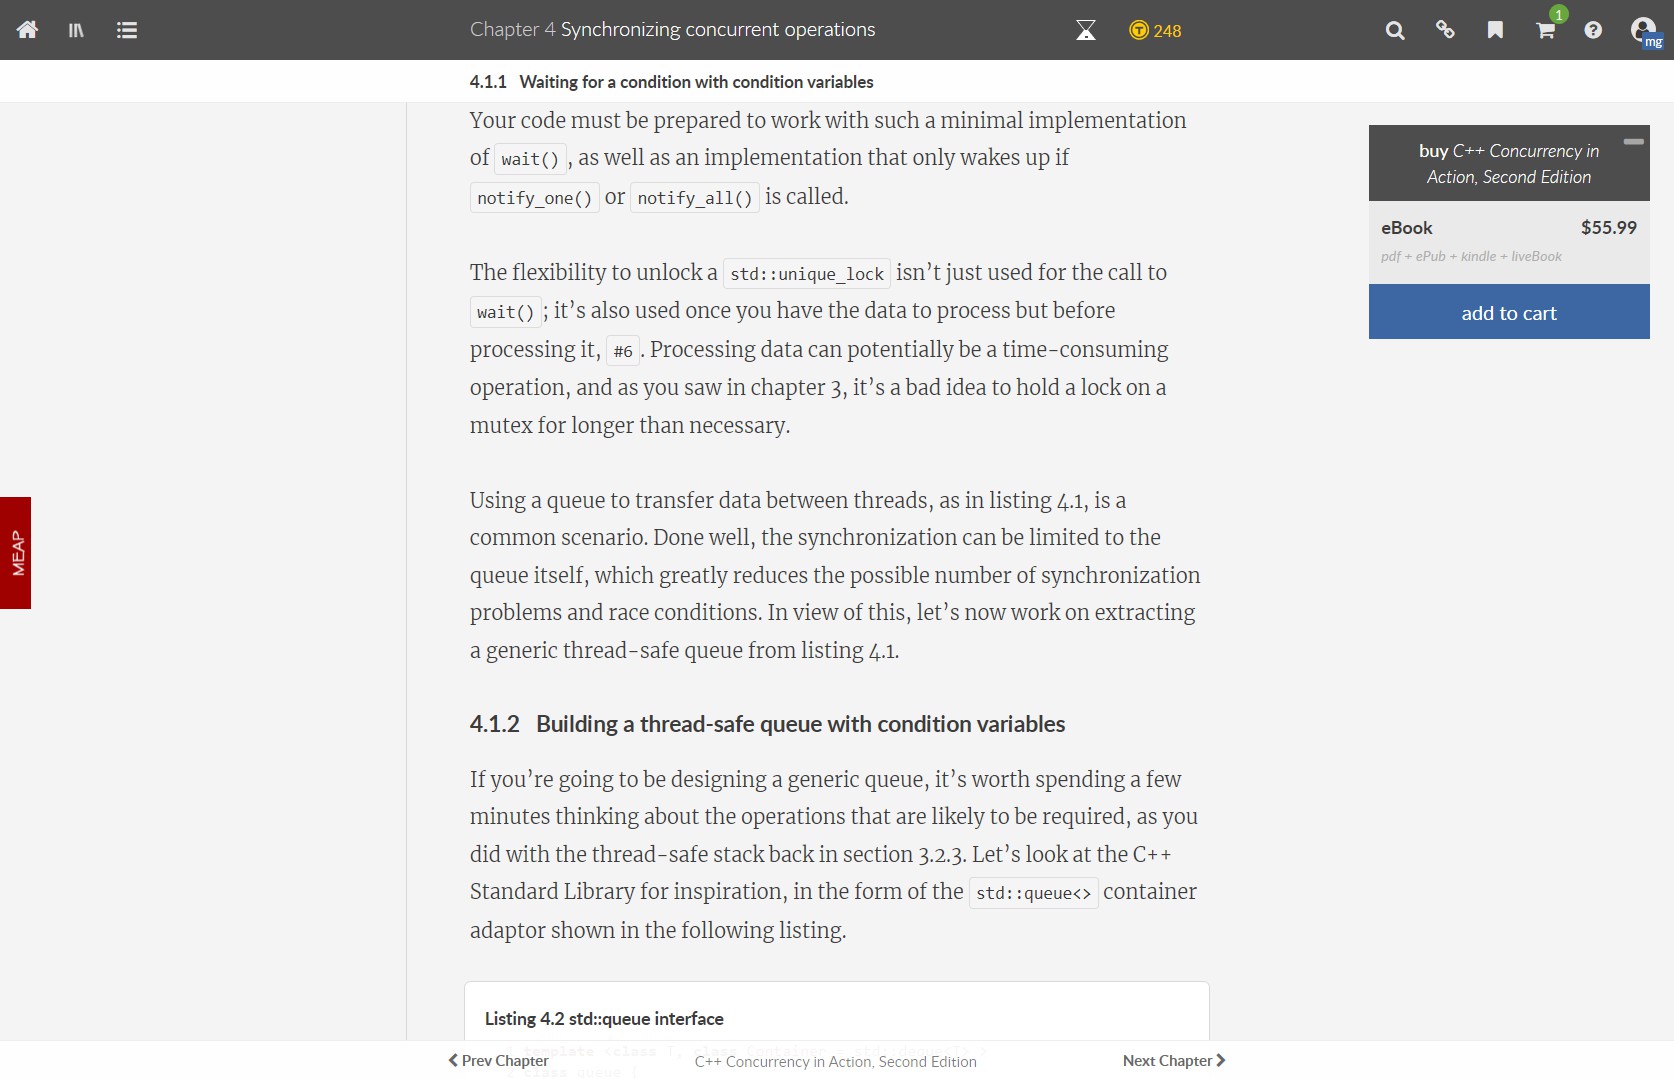 Chapter 4 Synchronizing concurrent operations
248
1
mg
4.1.1 Waiting for a condition with condition variables
Your code must be prepared to work with such a minimal implementation
of wait() , as well as an implementation that only wakes up if
notify_one() or notify_all() is called.
The flexibility to unlock a std::unique_lock isn’t just used for the call to
wait() ; it’s also used once you have the data to process but before
processing it, #6 . Processing data can potentially be a time-consuming
operation, and as you saw in chapter 3, it’s a bad idea to hold a lock on a
mutex for longer than necessary.
Using a queue to transfer data between threads, as in listing 4.1, is a
common scenario. Done well, the synchronization can be limited to the
queue itself, which greatly reduces the possible number of synchronization
problems and race conditions. In view of this, let’s now work on extracting
a generic thread-safe queue from listing 4.1.
4.1.2 Building a thread-safe queue with condition variables
If you’re going to be designing a generic queue, it’s worth spending a few
minutes thinking about the operations that are likely to be required, as you
did with the thread-safe stack back in section 3.2.3. Let’s look at the C++
Standard Library for inspiration, in the form of the std::queue<> container
adaptor shown in the following listing.
Listing 4.2 std::queue interface
template <class T, class Container = std::deque<T> >
class queue {
Prev Chapter
C++ Concurrency in Action, Second Edition
Next Chapter
MEAP
buy C++ Concurrency in
Action, Second Edition
eBook $55.99
pdf + ePub + kindle + liveBook
add to cart